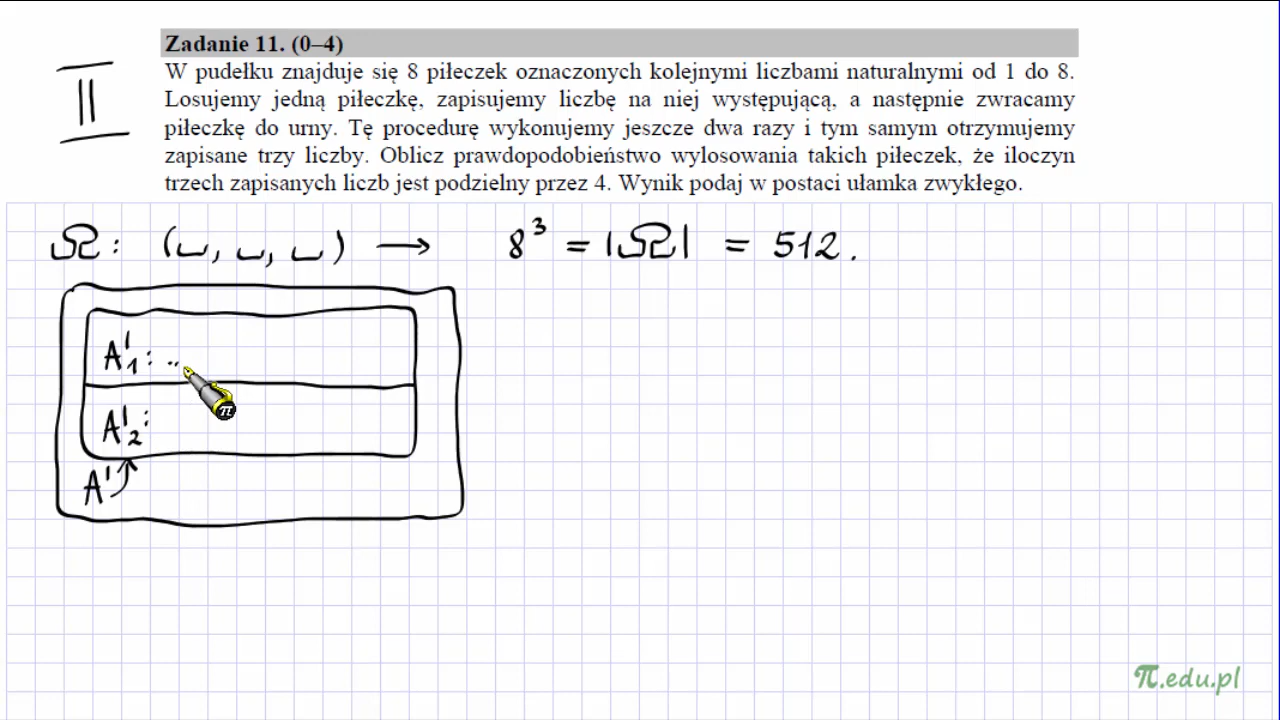 Zadanie 11. (0–4)
W pudełku znajduje się 8 piłeczek oznaczonych kolejnymi liczbami naturalnymi od 1 do 8.
Losujemy jedną piłeczkę, zapisujemy liczbę na niej występującą, a następnie zwracamy
piłeczkę do urny. Tę procedurę wykonujemy jeszcze dwa razy i tym samym otrzymujemy
zapisane trzy liczby. Oblicz prawdopodobieństwo wylosowania takich piłeczek, że iloczyn
trzech zapisanych liczb jest podzielny przez 4. Wynik podaj w postaci ułamka zwykłego.
II
Ω: (␣, ␣, ␣) → 8³ = |Ω| = 512.
A'₁: ..
A'₂:
A'
π
π.edu.pl